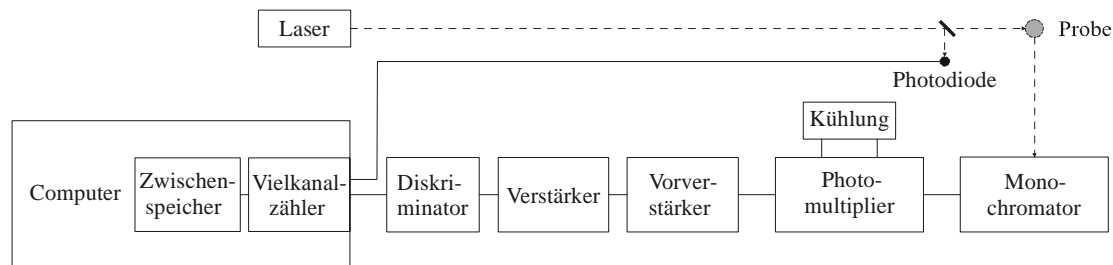 Laser
Probe
Photodiode
Kühlung
Computer
Zwischen-
speicher
Vielkanal-
zähler
Diskri-
minator
Verstärker
Vorver-
stärker
Photo-
multiplier
Mono-
chromator